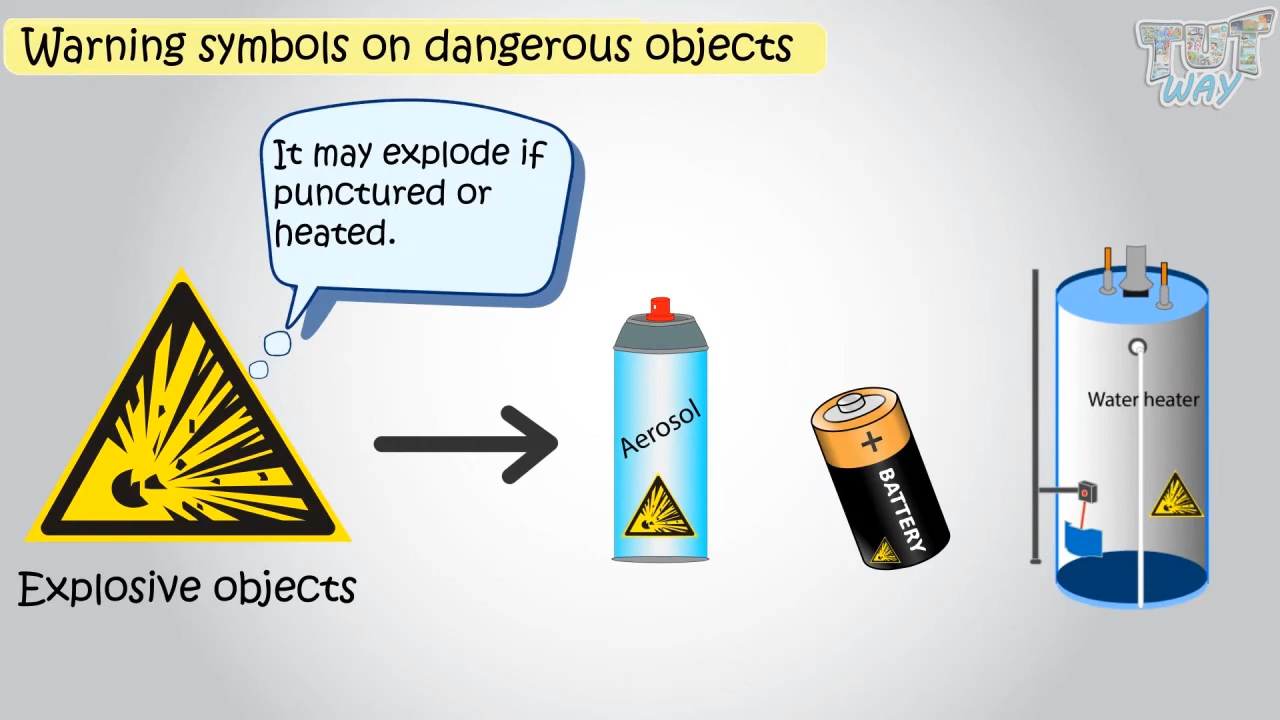 Warning symbols on dangerous objects
TUT
WAY
It may explode if
punctured or
heated.
Aerosol
+
BATTERY
Water heater
Explosive objects